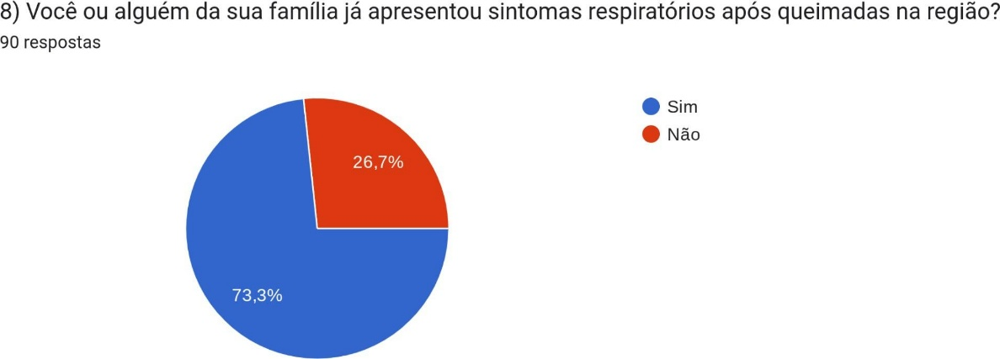 8) Você ou alguém da sua família já apresentou sintomas respiratórios após queimadas na região?
90 respostas
Sim
Não
26,7%
73,3%